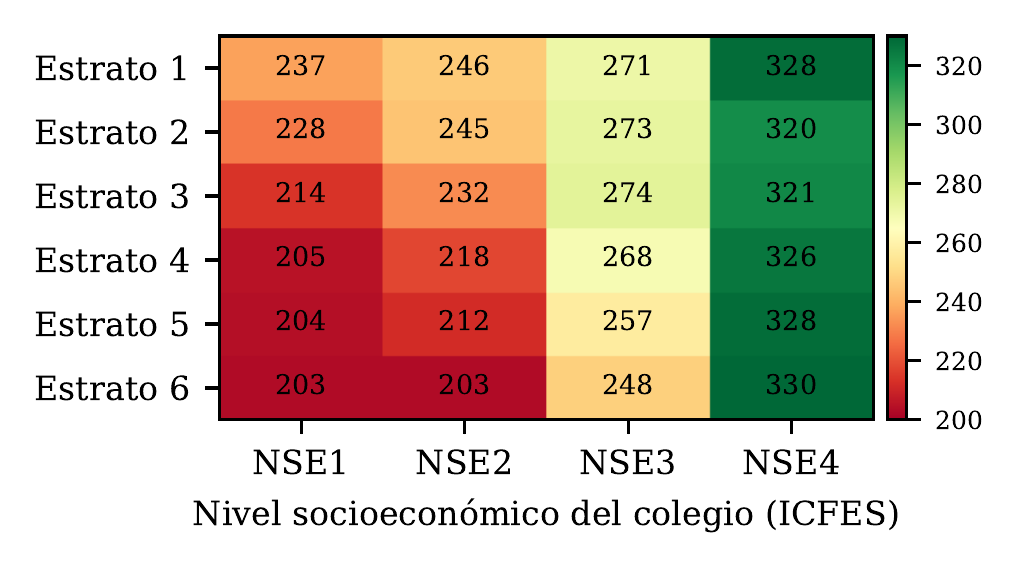 Estrato 1 237 246 271 328
Estrato 2 228 245 273 320
Estrato 3 214 232 274 321
Estrato 4 205 218 268 326
Estrato 5 204 212 257 328
Estrato 6 203 203 248 330
NSE1 NSE2 NSE3 NSE4
Nivel socioeconómico del colegio (ICFES)
320
300
280
260
240
220
200